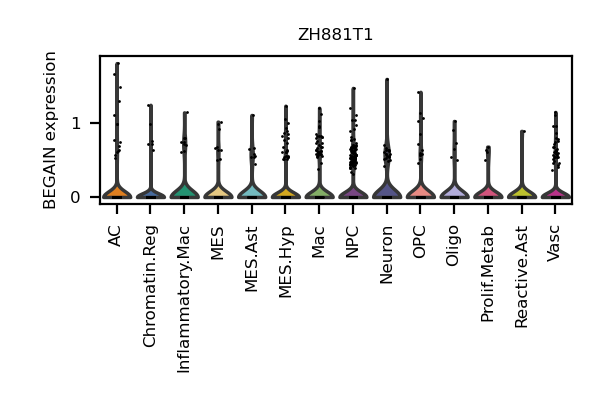 ZH881T1
BEGAIN expression
1
0
AC
Chromatin.Reg
Inflammatory.Mac
MES
MES.Ast
MES.Hyp
Mac
NPC
Neuron
OPC
Oligo
Prolif.Metab
Reactive.Ast
Vasc